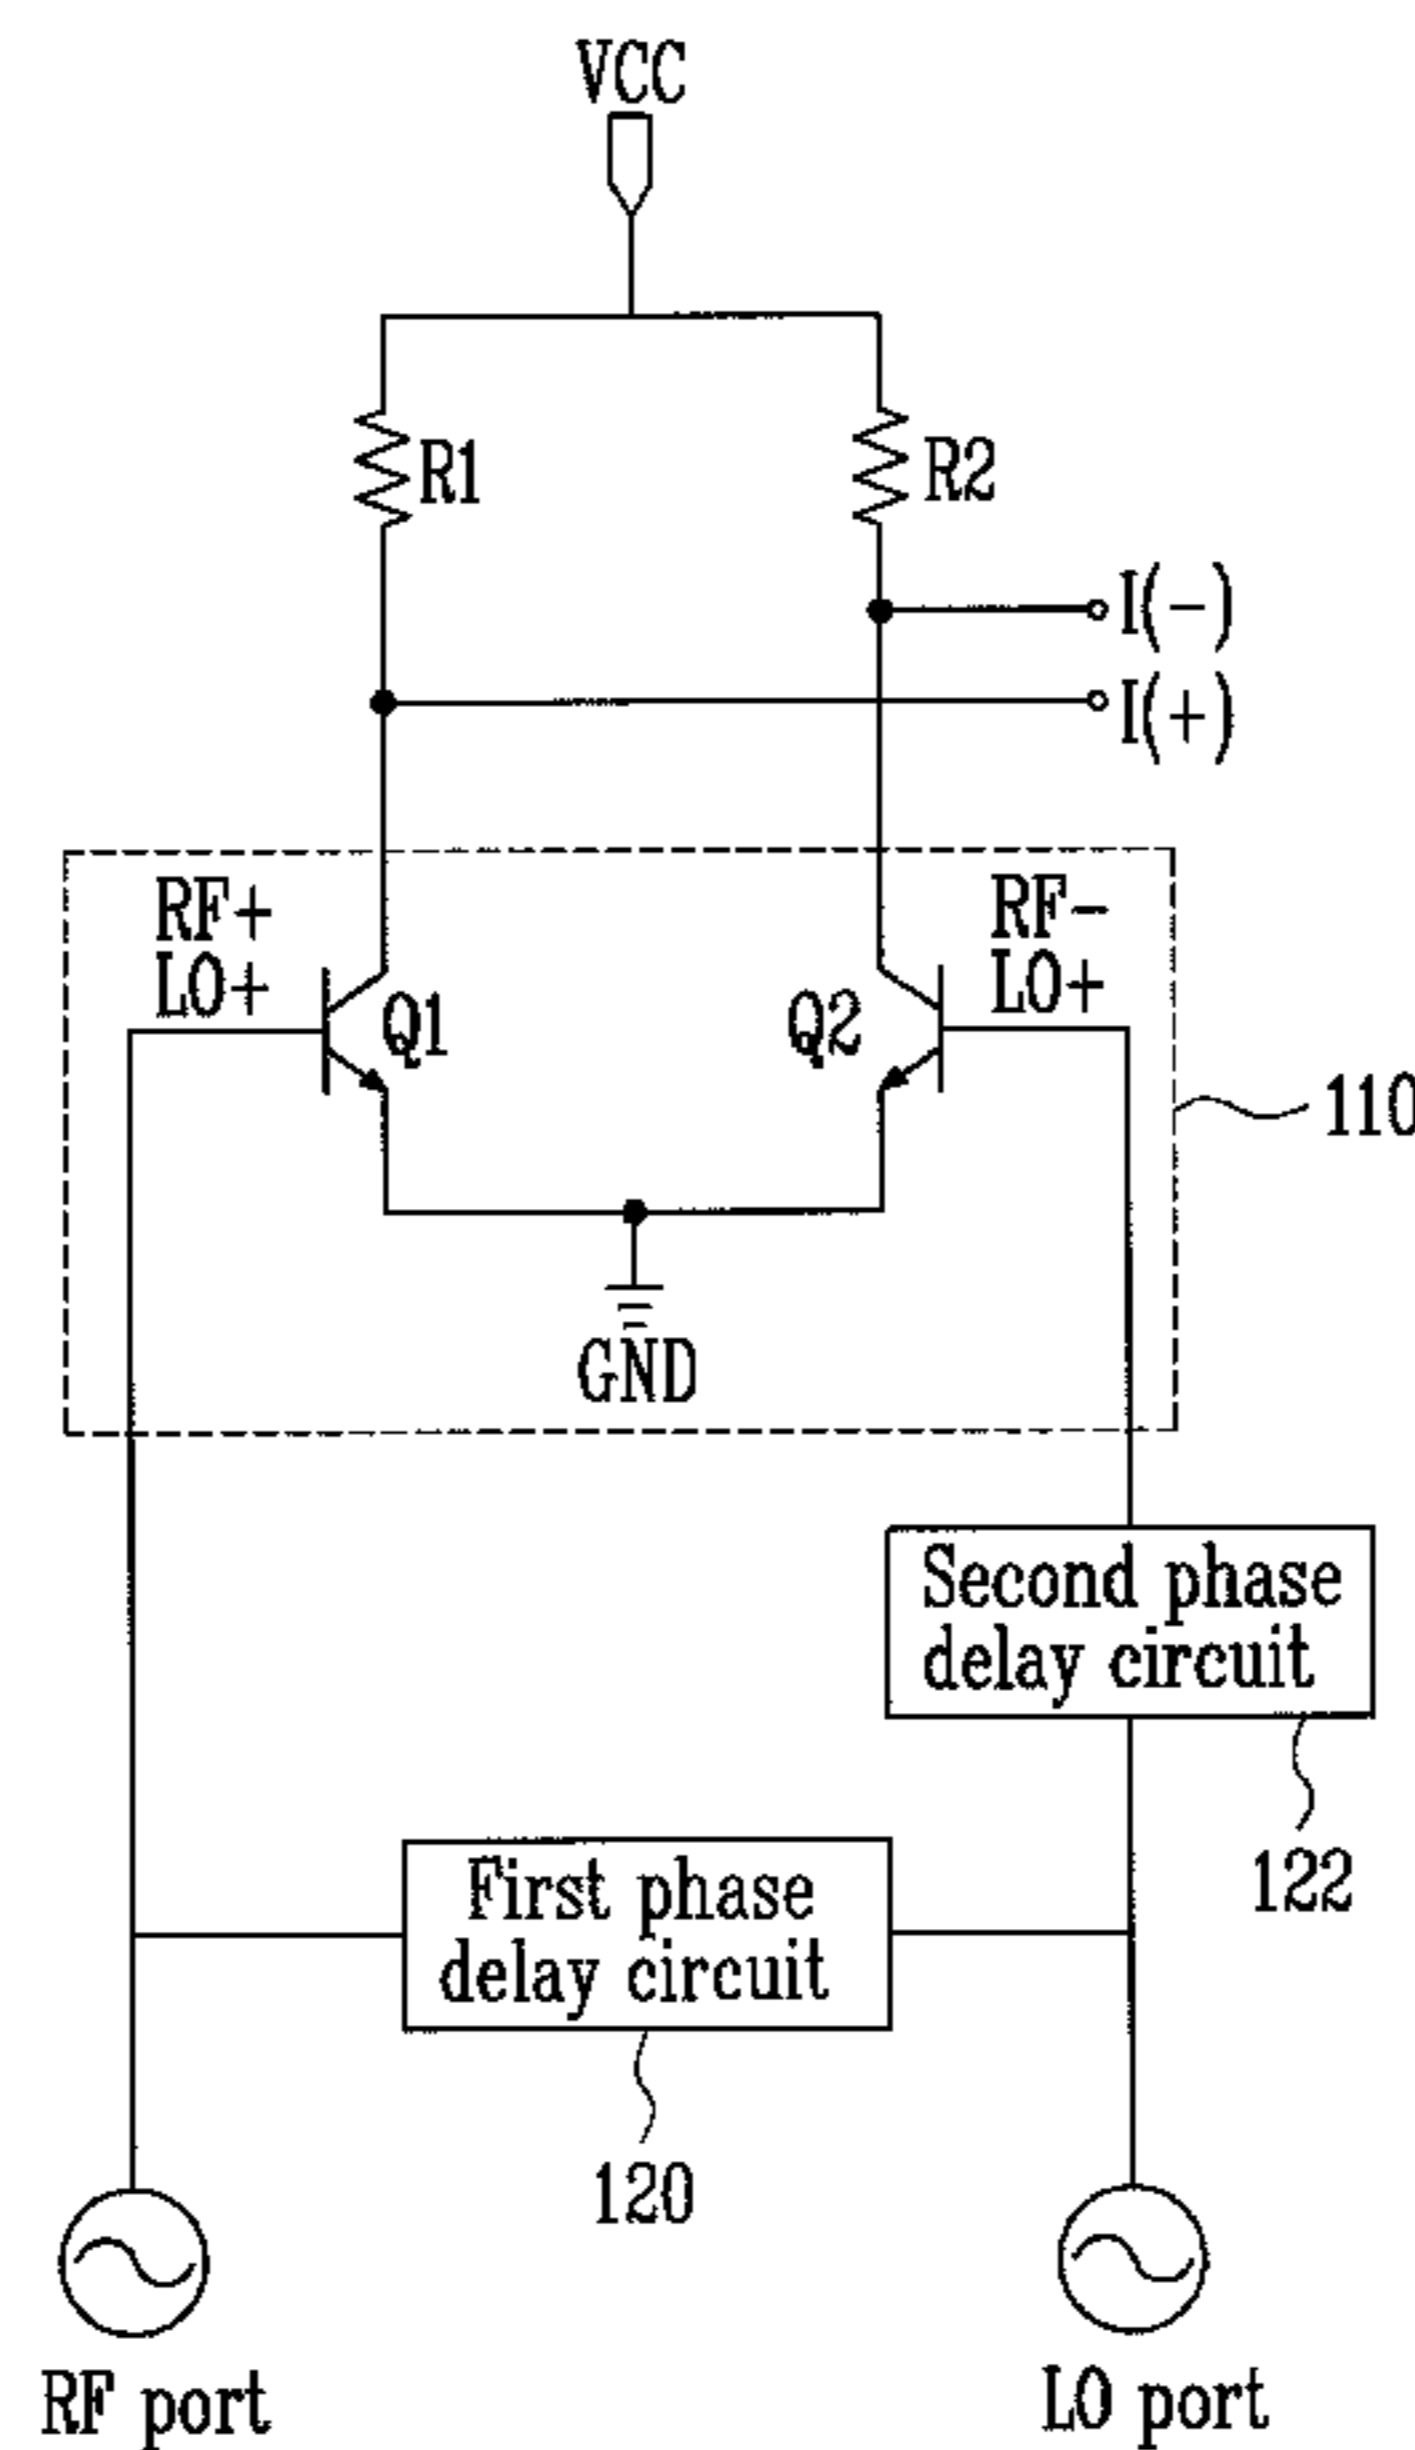 VCC
R1
R2
I(-)
I(+)
RF+
LO+
RF-
LO+
Q1
Q2
110
GND
Second phase
delay circuit
122
First phase
delay circuit
120
RF port
LO port